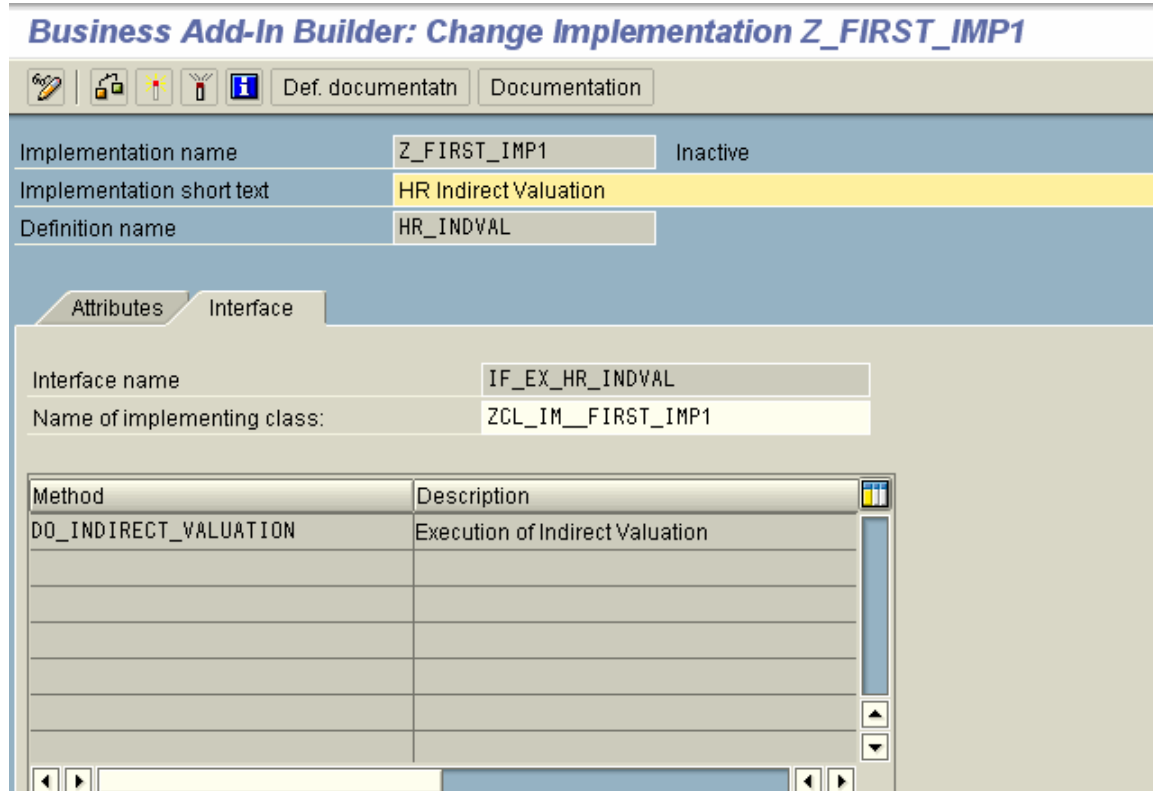 Business Add-In Builder: Change Implementation Z_FIRST_IMP1
Def. documentatn Documentation
Implementation name Z_FIRST_IMP1 Inactive
Implementation short text HR Indirect Valuation
Definition name HR_INDVAL
Attributes Interface
Interface name IF_EX_HR_INDVAL
Name of implementing class: ZCL_IM__FIRST_IMP1
Method Description
DO_INDIRECT_VALUATION Execution of Indirect Valuation